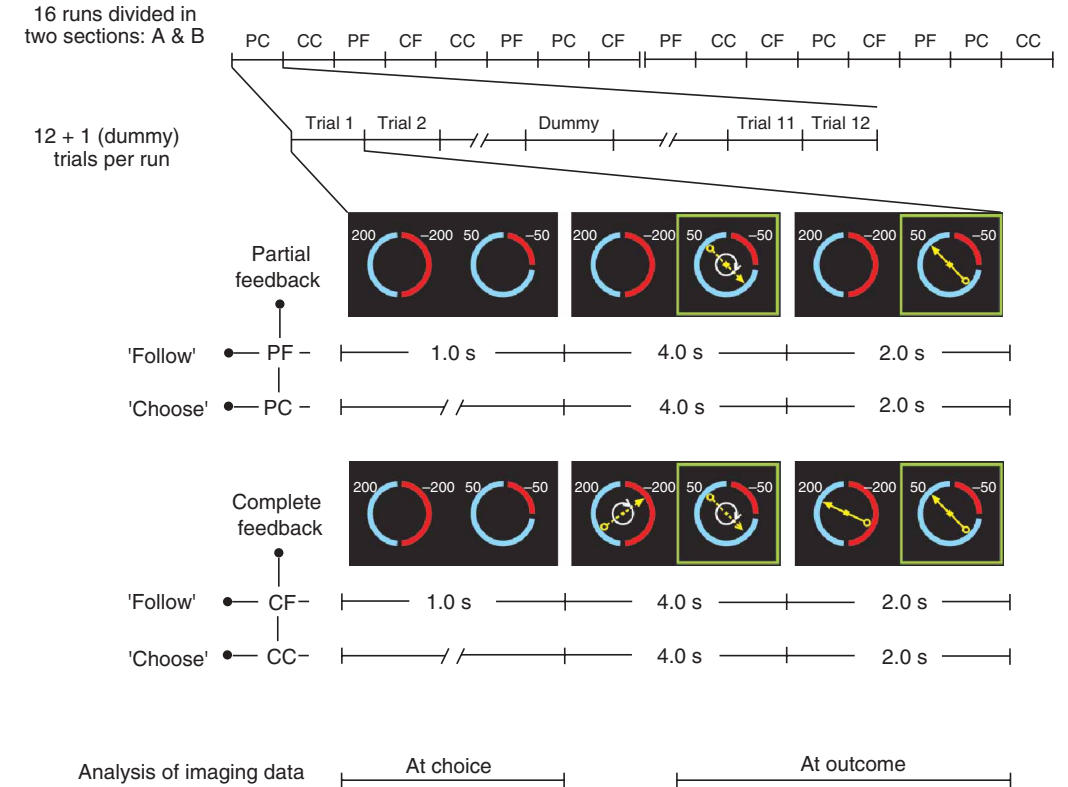 16 runs divided in
two sections: A & B
PC CC PF CF CC PF PC CF PF CC CF PC CF PF PC CC
12 + 1 (dummy)
trials per run
Trial 1 Trial 2 Dummy Trial 11 Trial 12
Partial
feedback
200 –200 50 –50 200 –200 50 –50 200 –200 50 –50
'Follow' PF 1.0 s 4.0 s 2.0 s
'Choose' PC 4.0 s 2.0 s
Complete
feedback
200 –200 50 –50 200 –200 50 –50 200 –200 50 –50
'Follow' CF 1.0 s 4.0 s 2.0 s
'Choose' CC 4.0 s 2.0 s
Analysis of imaging data At choice At outcome